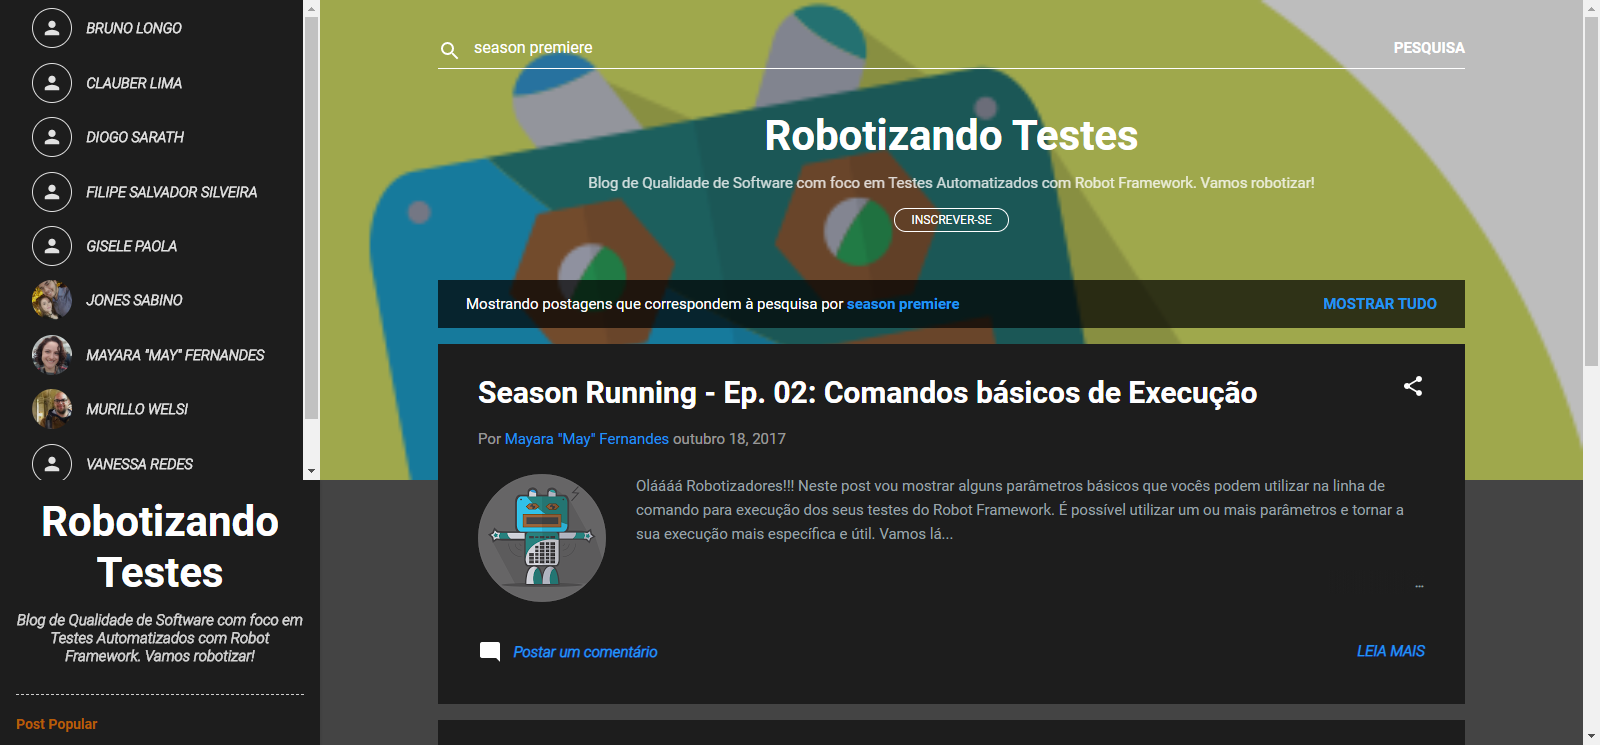 BRUNO LONGO
CLAUBER LIMA
DIOGO SARATH
FILIPE SALVADOR SILVEIRA
GISELE PAOLA
JONES SABINO
MAYARA "MAY" FERNANDES
MURILLO WELSI
VANESSA REDES
Robotizando
Testes
Blog de Qualidade de Software com foco em
Testes Automatizados com Robot
Framework. Vamos robotizar!
Post Popular
season premiere
PESQUISA
Robotizando Testes
Blog de Qualidade de Software com foco em Testes Automatizados com Robot Framework. Vamos robotizar!
INSCREVER-SE
Mostrando postagens que correspondem à pesquisa por season premiere
MOSTRAR TUDO
Season Running - Ep. 02: Comandos básicos de Execução
Por Mayara "May" Fernandes outubro 18, 2017
Oláááá Robotizadores!!! Neste post vou mostrar alguns parâmetros básicos que vocês podem utilizar na linha de
comando para execução dos seus testes do Robot Framework. É possível utilizar um ou mais parâmetros e tornar a
sua execução mais específica e útil. Vamos lá...
...
Postar um comentário
LEIA MAIS